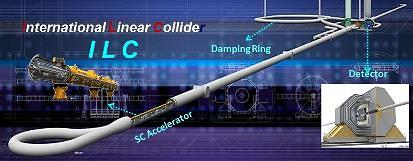 International Linear Collider
ILC
Damping Ring
Detector
SC Accelerator